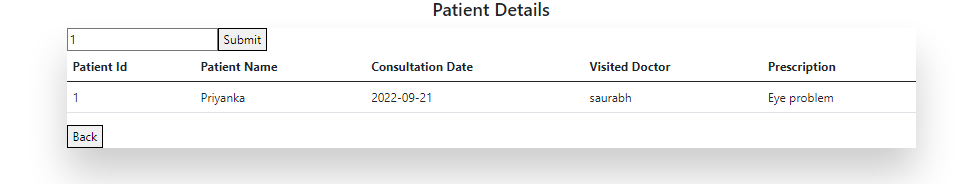 Patient Details
1 Submit
Patient Id Patient Name Consultation Date Visited Doctor Prescription
1 Priyanka 2022-09-21 saurabh Eye problem
Back